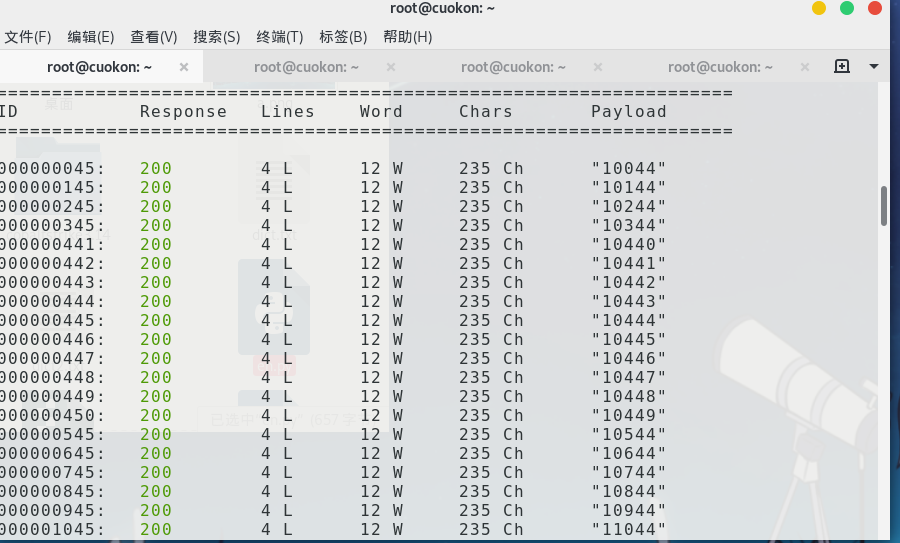 root@cuokon: ~
文件(F) 编辑(E) 查看(V) 搜索(S) 终端(T) 标签(B) 帮助(H)
root@cuokon: ~ × root@cuokon: ~ × root@cuokon: ~ × root@cuokon: ~ ×
===================================================================
ID Response Lines Word Chars Payload
===================================================================
000000045: 200 4 L 12 W 235 Ch "10044"
000000145: 200 4 L 12 W 235 Ch "10144"
000000245: 200 4 L 12 W 235 Ch "10244"
000000345: 200 4 L 12 W 235 Ch "10344"
000000441: 200 4 L 12 W 235 Ch "10440"
000000442: 200 4 L 12 W 235 Ch "10441"
000000443: 200 4 L 12 W 235 Ch "10442"
000000444: 200 4 L 12 W 235 Ch "10443"
000000445: 200 4 L 12 W 235 Ch "10444"
000000446: 200 4 L 12 W 235 Ch "10445"
000000447: 200 4 L 12 W 235 Ch "10446"
000000448: 200 4 L 12 W 235 Ch "10447"
000000449: 200 4 L 12 W 235 Ch "10448"
000000450: 200 4 L 12 W 235 Ch "10449"
000000545: 200 4 L 12 W 235 Ch "10544"
000000645: 200 4 L 12 W 235 Ch "10644"
000000745: 200 4 L 12 W 235 Ch "10744"
000000845: 200 4 L 12 W 235 Ch "10844"
000000945: 200 4 L 12 W 235 Ch "10944"
000001045: 200 4 L 12 W 235 Ch "11044"